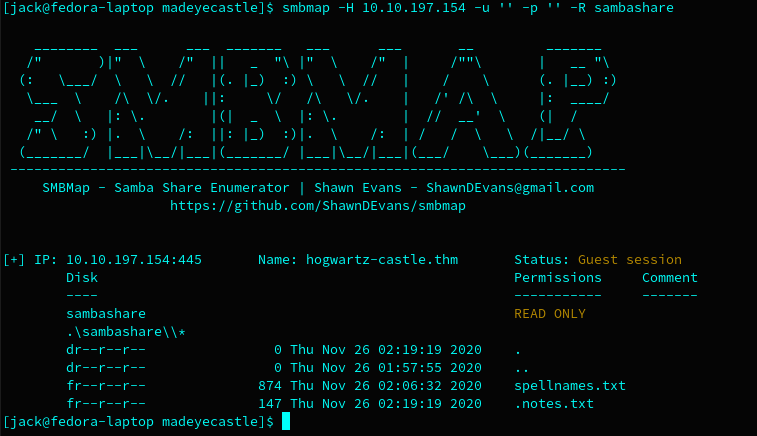 [jack@fedora-laptop madeyecastle]$ smbmap -H 10.10.197.154 -u '' -p '' -R sambashare
SMBMAP
-----------------------------------------------------------------------------
SMBMap - Samba Share Enumerator | Shawn Evans - ShawnDEvans@gmail.com
https://github.com/ShawnDEvans/smbmap
[+] IP: 10.10.197.154:445 Name: hogwartz-castle.thm Status: Guest session
Disk Permissions Comment
---- ----------- -------
sambashare READ ONLY
.\sambashare\\*
dr--r--r-- 0 Thu Nov 26 02:19:19 2020 .
dr--r--r-- 0 Thu Nov 26 01:57:55 2020 ..
fr--r--r-- 874 Thu Nov 26 02:06:32 2020 spellnames.txt
fr--r--r-- 147 Thu Nov 26 02:19:19 2020 .notes.txt
[jack@fedora-laptop madeyecastle]$